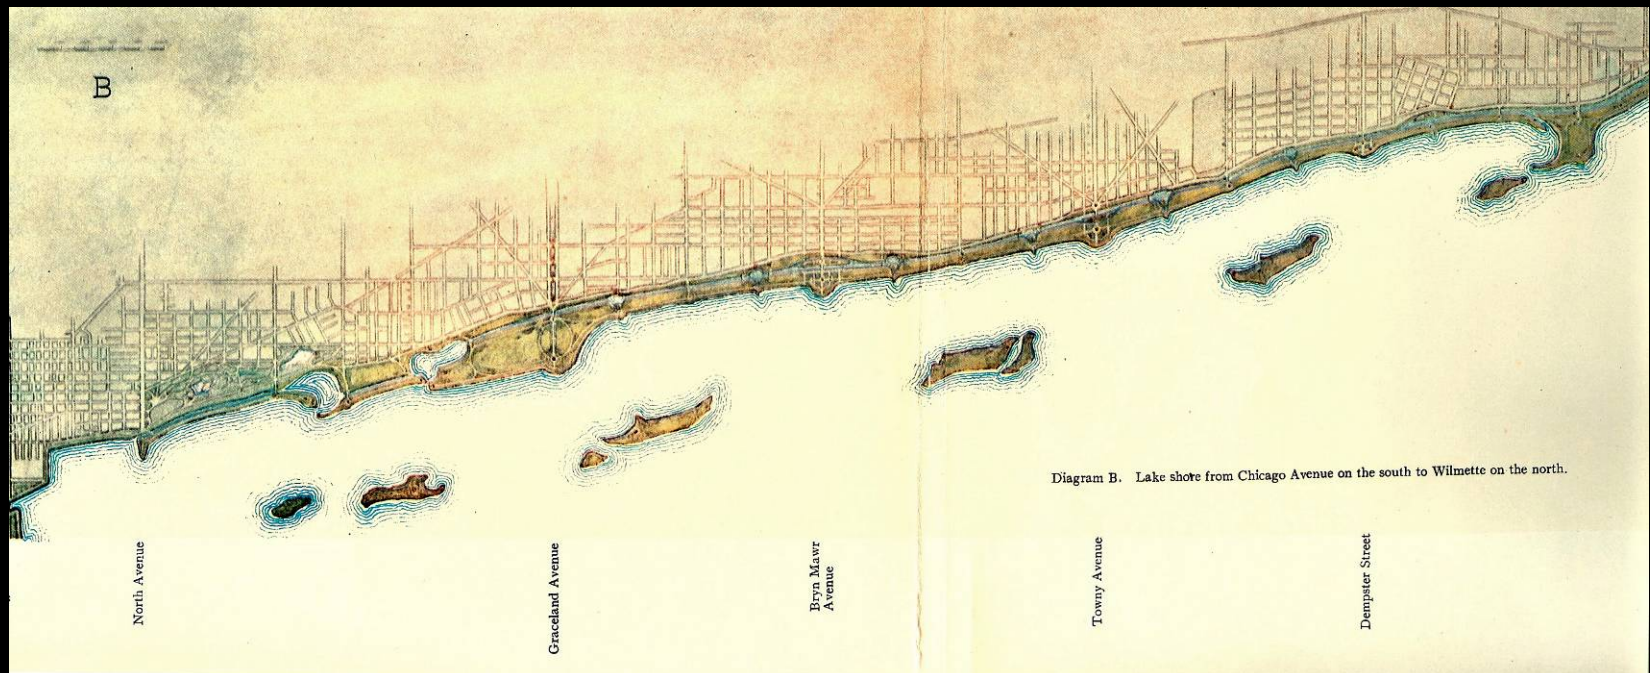 B
Diagram B. Lake shore from Chicago Avenue on the south to Wilmette on the north.
North Avenue
Graceland Avenue
Bryn Mawr
Avenue
Towny Avenue
Dempster Street